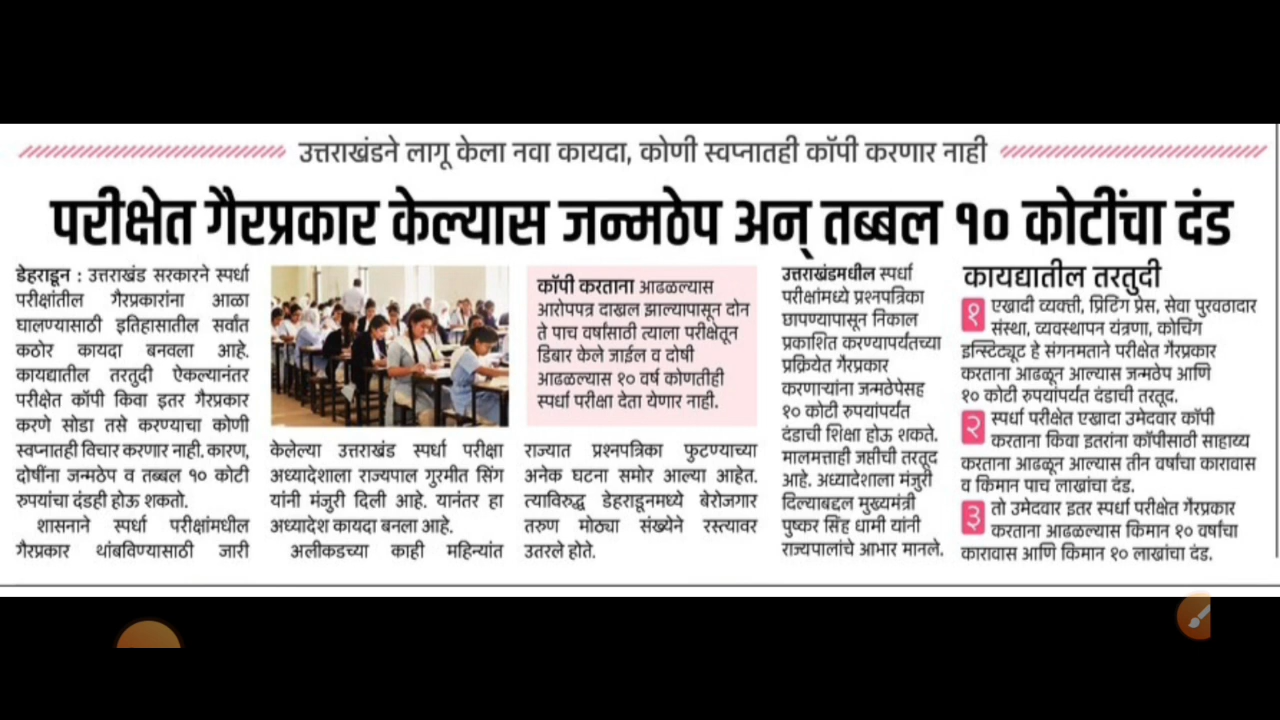 उत्तराखंडने लागू केला नवा कायदा, कोणी स्वप्नातही कॉपी करणार नाही
परीक्षेत गैरप्रकार केल्यास जन्मठेप अन् तब्बल १० कोटींचा दंड
डेहराडून : उत्तराखंड सरकारने स्पर्धा
परीक्षांतील गैरप्रकारांना आळा
घालण्यासाठी इतिहासातील सर्वांत
कठोर कायदा बनवला आहे.
कायद्यातील तरतुदी ऐकल्यानंतर
परीक्षेत कॉपी किंवा इतर गैरप्रकार
करणे सोडा तसे करण्याचा कोणी
स्वप्नातही विचार करणार नाही. कारण,
दोषींना जन्मठेप व तब्बल १० कोटी
रुपयांचा दंडही होऊ शकतो.
शासनाने स्पर्धा परीक्षांमधील
गैरप्रकार थांबविण्यासाठी जारी
केलेल्या उत्तराखंड स्पर्धा परीक्षा
अध्यादेशाला राज्यपाल गुरमीत सिंग
यांनी मंजुरी दिली आहे. यानंतर हा
अध्यादेश कायदा बनला आहे.
अलीकडच्या काही महिन्यांत
कॉपी करताना आढळल्यास
आरोपपत्र दाखल झाल्यापासून दोन
ते पाच वर्षांसाठी त्याला परीक्षेतून
डिबार केले जाईल व दोषी
आढळल्यास १० वर्ष कोणतीही
स्पर्धा परीक्षा देता येणार नाही.
राज्यात प्रश्नपत्रिका फुटण्याच्या
अनेक घटना समोर आल्या आहेत.
त्याविरुद्ध डेहराडूनमध्ये बेरोजगार
तरुण मोठ्या संख्येने रस्त्यावर
उतरले होते.
उत्तराखंडमधील स्पर्धा
परीक्षांमध्ये प्रश्नपत्रिका
छापण्यापासून निकाल
प्रकाशित करण्यापर्यंतच्या
प्रक्रियेत गैरप्रकार
करणाऱ्यांना जन्मठेपेसह
१० कोटी रुपयांपर्यंत
दंडाची शिक्षा होऊ शकते.
मालमत्ताही जप्तीची तरतूद
आहे. अध्यादेशाला मंजुरी
दिल्याबद्दल मुख्यमंत्री
पुष्कर सिंह धामी यांनी
राज्यपालांचे आभार मानले.
कायद्यातील तरतुदी
१ एखादी व्यक्ती, प्रिटिंग प्रेस, सेवा पुरवठादार
संस्था, व्यवस्थापन यंत्रणा, कोचिंग
इन्स्टिट्यूट हे संगनमताने परीक्षेत गैरप्रकार
करताना आढळून आल्यास जन्मठेप आणि
१० कोटी रुपयांपर्यंत दंडाची तरतूद.
२ स्पर्धा परीक्षेत एखादा उमेदवार कॉपी
करताना किंवा इतरांना कॉपीसाठी साहाय्य
करताना आढळून आल्यास तीन वर्षांचा कारावास
व किमान पाच लाखांचा दंड.
३ तो उमेदवार इतर स्पर्धा परीक्षेत गैरप्रकार
करताना आढळल्यास किमान १० वर्षांचा
कारावास आणि किमान १० लाखांचा दंड.